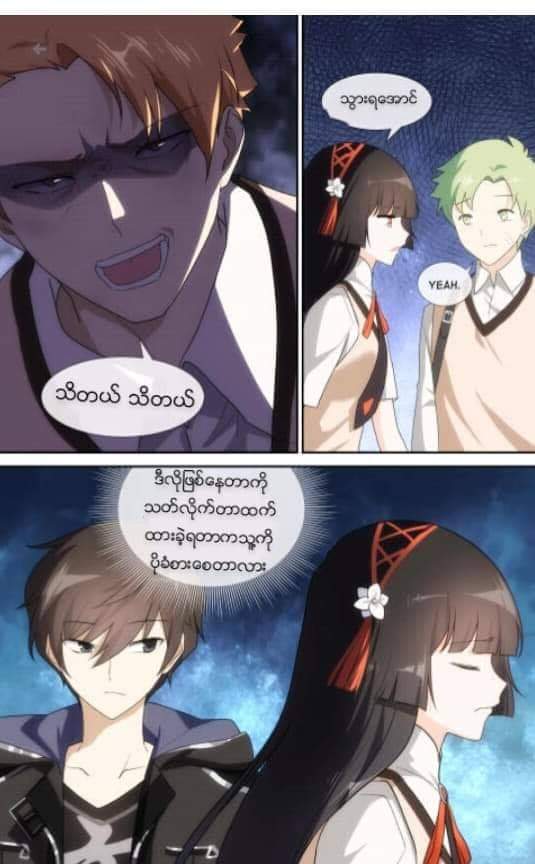 သိတယ် သိတယ်
သွားရအောင်
YEAH.
ဒီလိုဖြစ်နေတာကို
သတ်လိုက်တာထက်
ထားခဲ့ရတာကသူ့ကို
ပိုခံစားစေတာလား